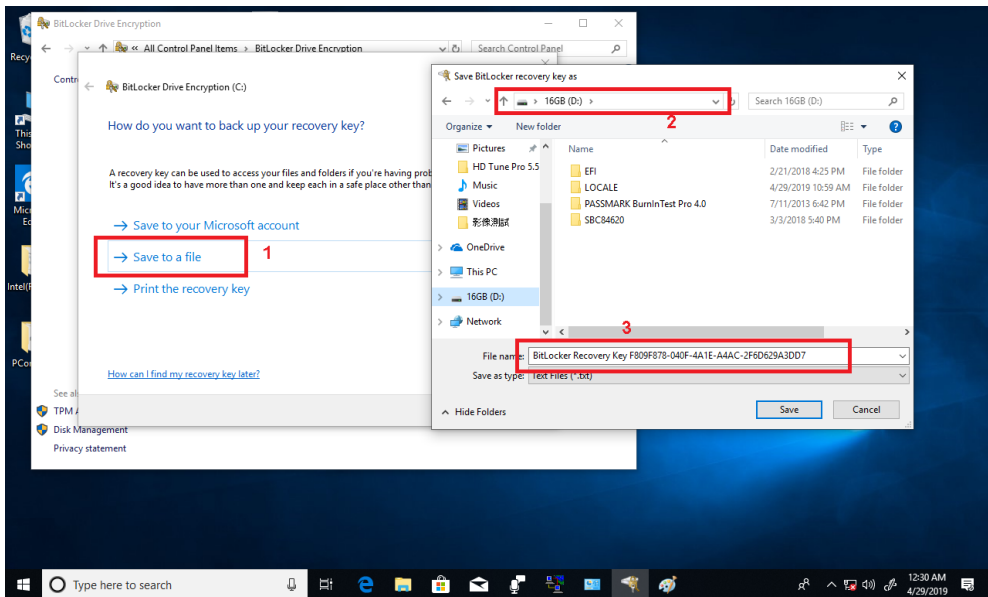 BitLocker Drive Encryption
All Control Panel Items > BitLocker Drive Encryption
Search Control Panel
BitLocker Drive Encryption (C:)
How do you want to back up your recovery key?
A recovery key can be used to access your files and folders if you're having
It's a good idea to have more than one and keep each in a safe place other than
Save to your Microsoft account
Save to a file
1
Print the recovery key
How can I find my recovery key later?
Disk Management
Privacy statement
Save BitLocker recovery key as
16GB (D:)
Search 16GB (D:)
2
Organize
New folder
Pictures
HD Tune Pro 5.5
Music
Videos
影像測試
OneDrive
This PC
16GB (D:)
Network
Name
Date modified
Type
EFI
2/21/2018 4:25 PM
File folder
LOCALE
4/29/2019 10:59 AM
File folder
PASSMARK BurnInTest Pro 4.0
7/11/2013 6:42 PM
File folder
SBC84620
3/3/2018 5:40 PM
File folder
3
File name:
BitLocker Recovery Key F809F878-040F-4A1E-A4AC-2F6D629A3DD7
Save as type:
Text Files (*.txt)
Hide Folders
Save
Cancel
Type here to search
12:30 AM
4/29/2019